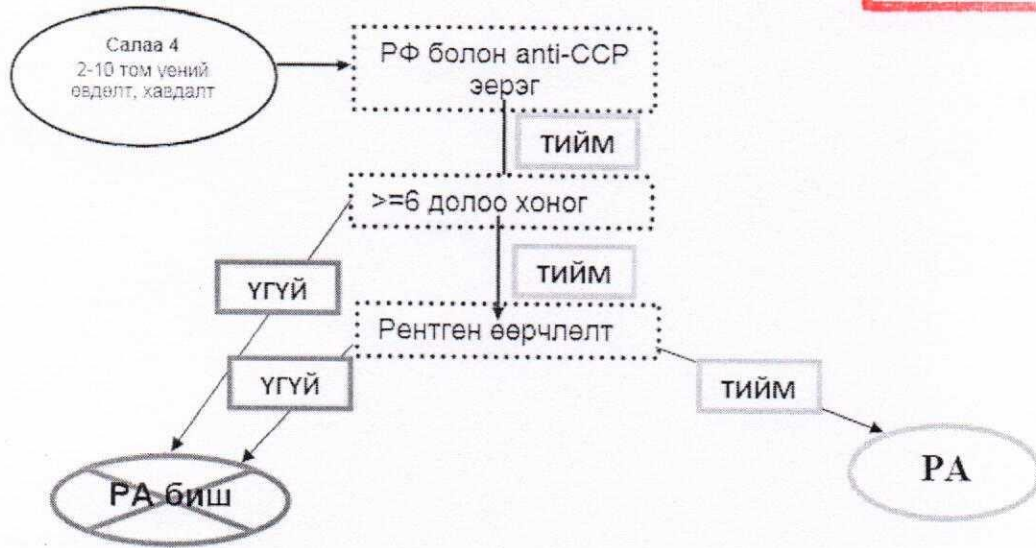 Салаа 4
2-10 том үений
өвдөлт, хавдалт
РФ болон anti-CCP
эерэг
ТИЙМ
>=6 долоо хоног
ҮГҮЙ
ТИЙМ
Рентген өөрчлөлт
ҮГҮЙ
ТИЙМ
РА биш
РА